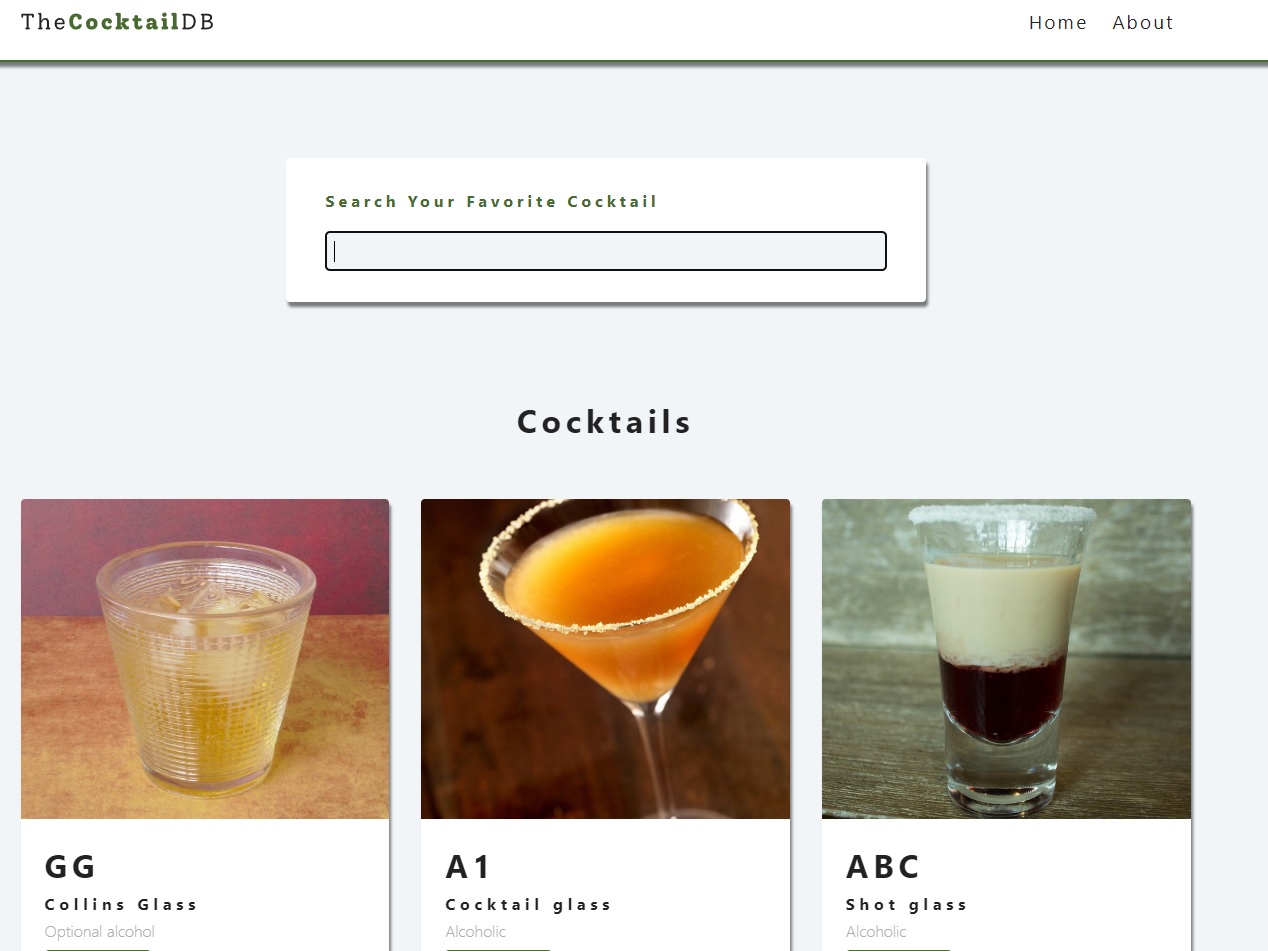 TheCocktailDB
Home About
Search Your Favorite Cocktail
Cocktails
GG
Collins Glass
Optional alcohol
A1
Cocktail glass
Alcoholic
ABC
Shot glass
Alcoholic